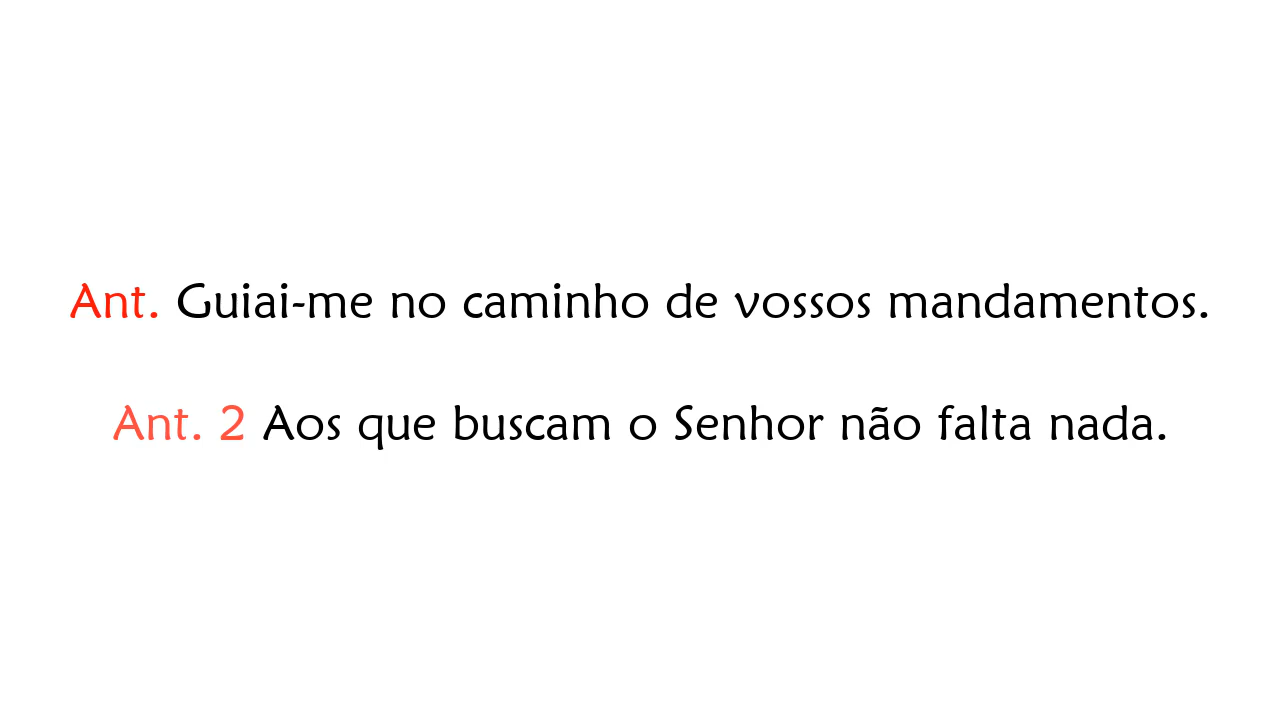 Ant. Guiai-me no caminho de vossos mandamentos.
Ant. 2 Aos que buscam o Senhor não falta nada.